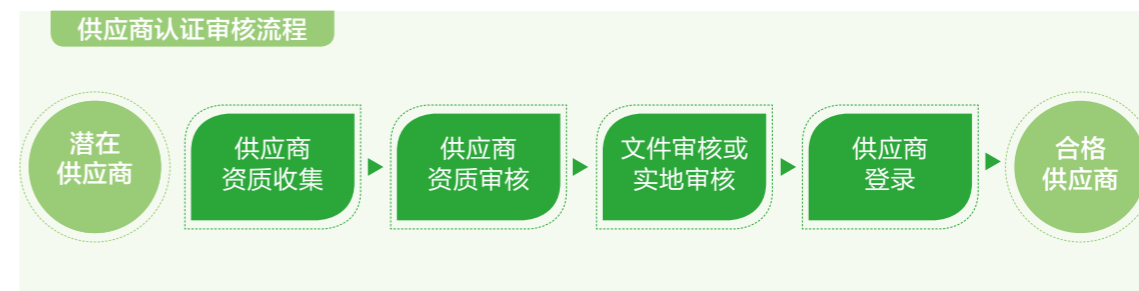 供应商认证审核流程
潜在
供应商
供应商
资质收集
供应商
资质审核
文件审核或
实地审核
供应商
登录
合格
供应商